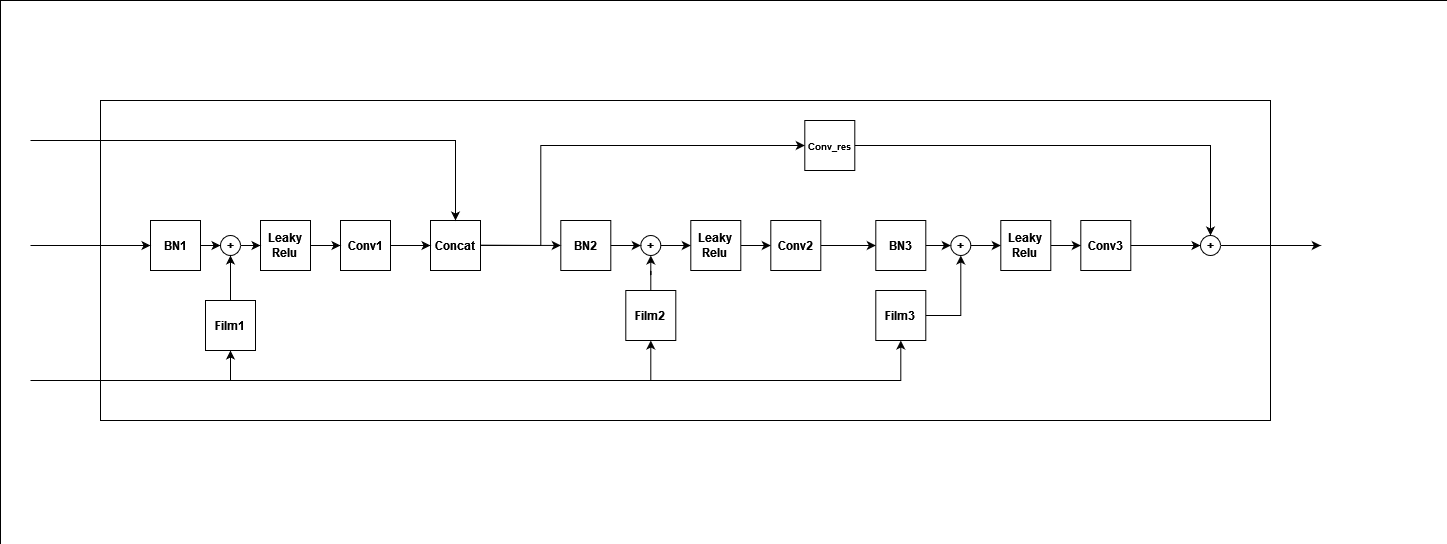 Conv_res
BN1
+
Leaky
Relu
Conv1
Concat
BN2
+
Leaky
Relu
Conv2
BN3
+
Leaky
Relu
Conv3
+
Film1
Film2
Film3